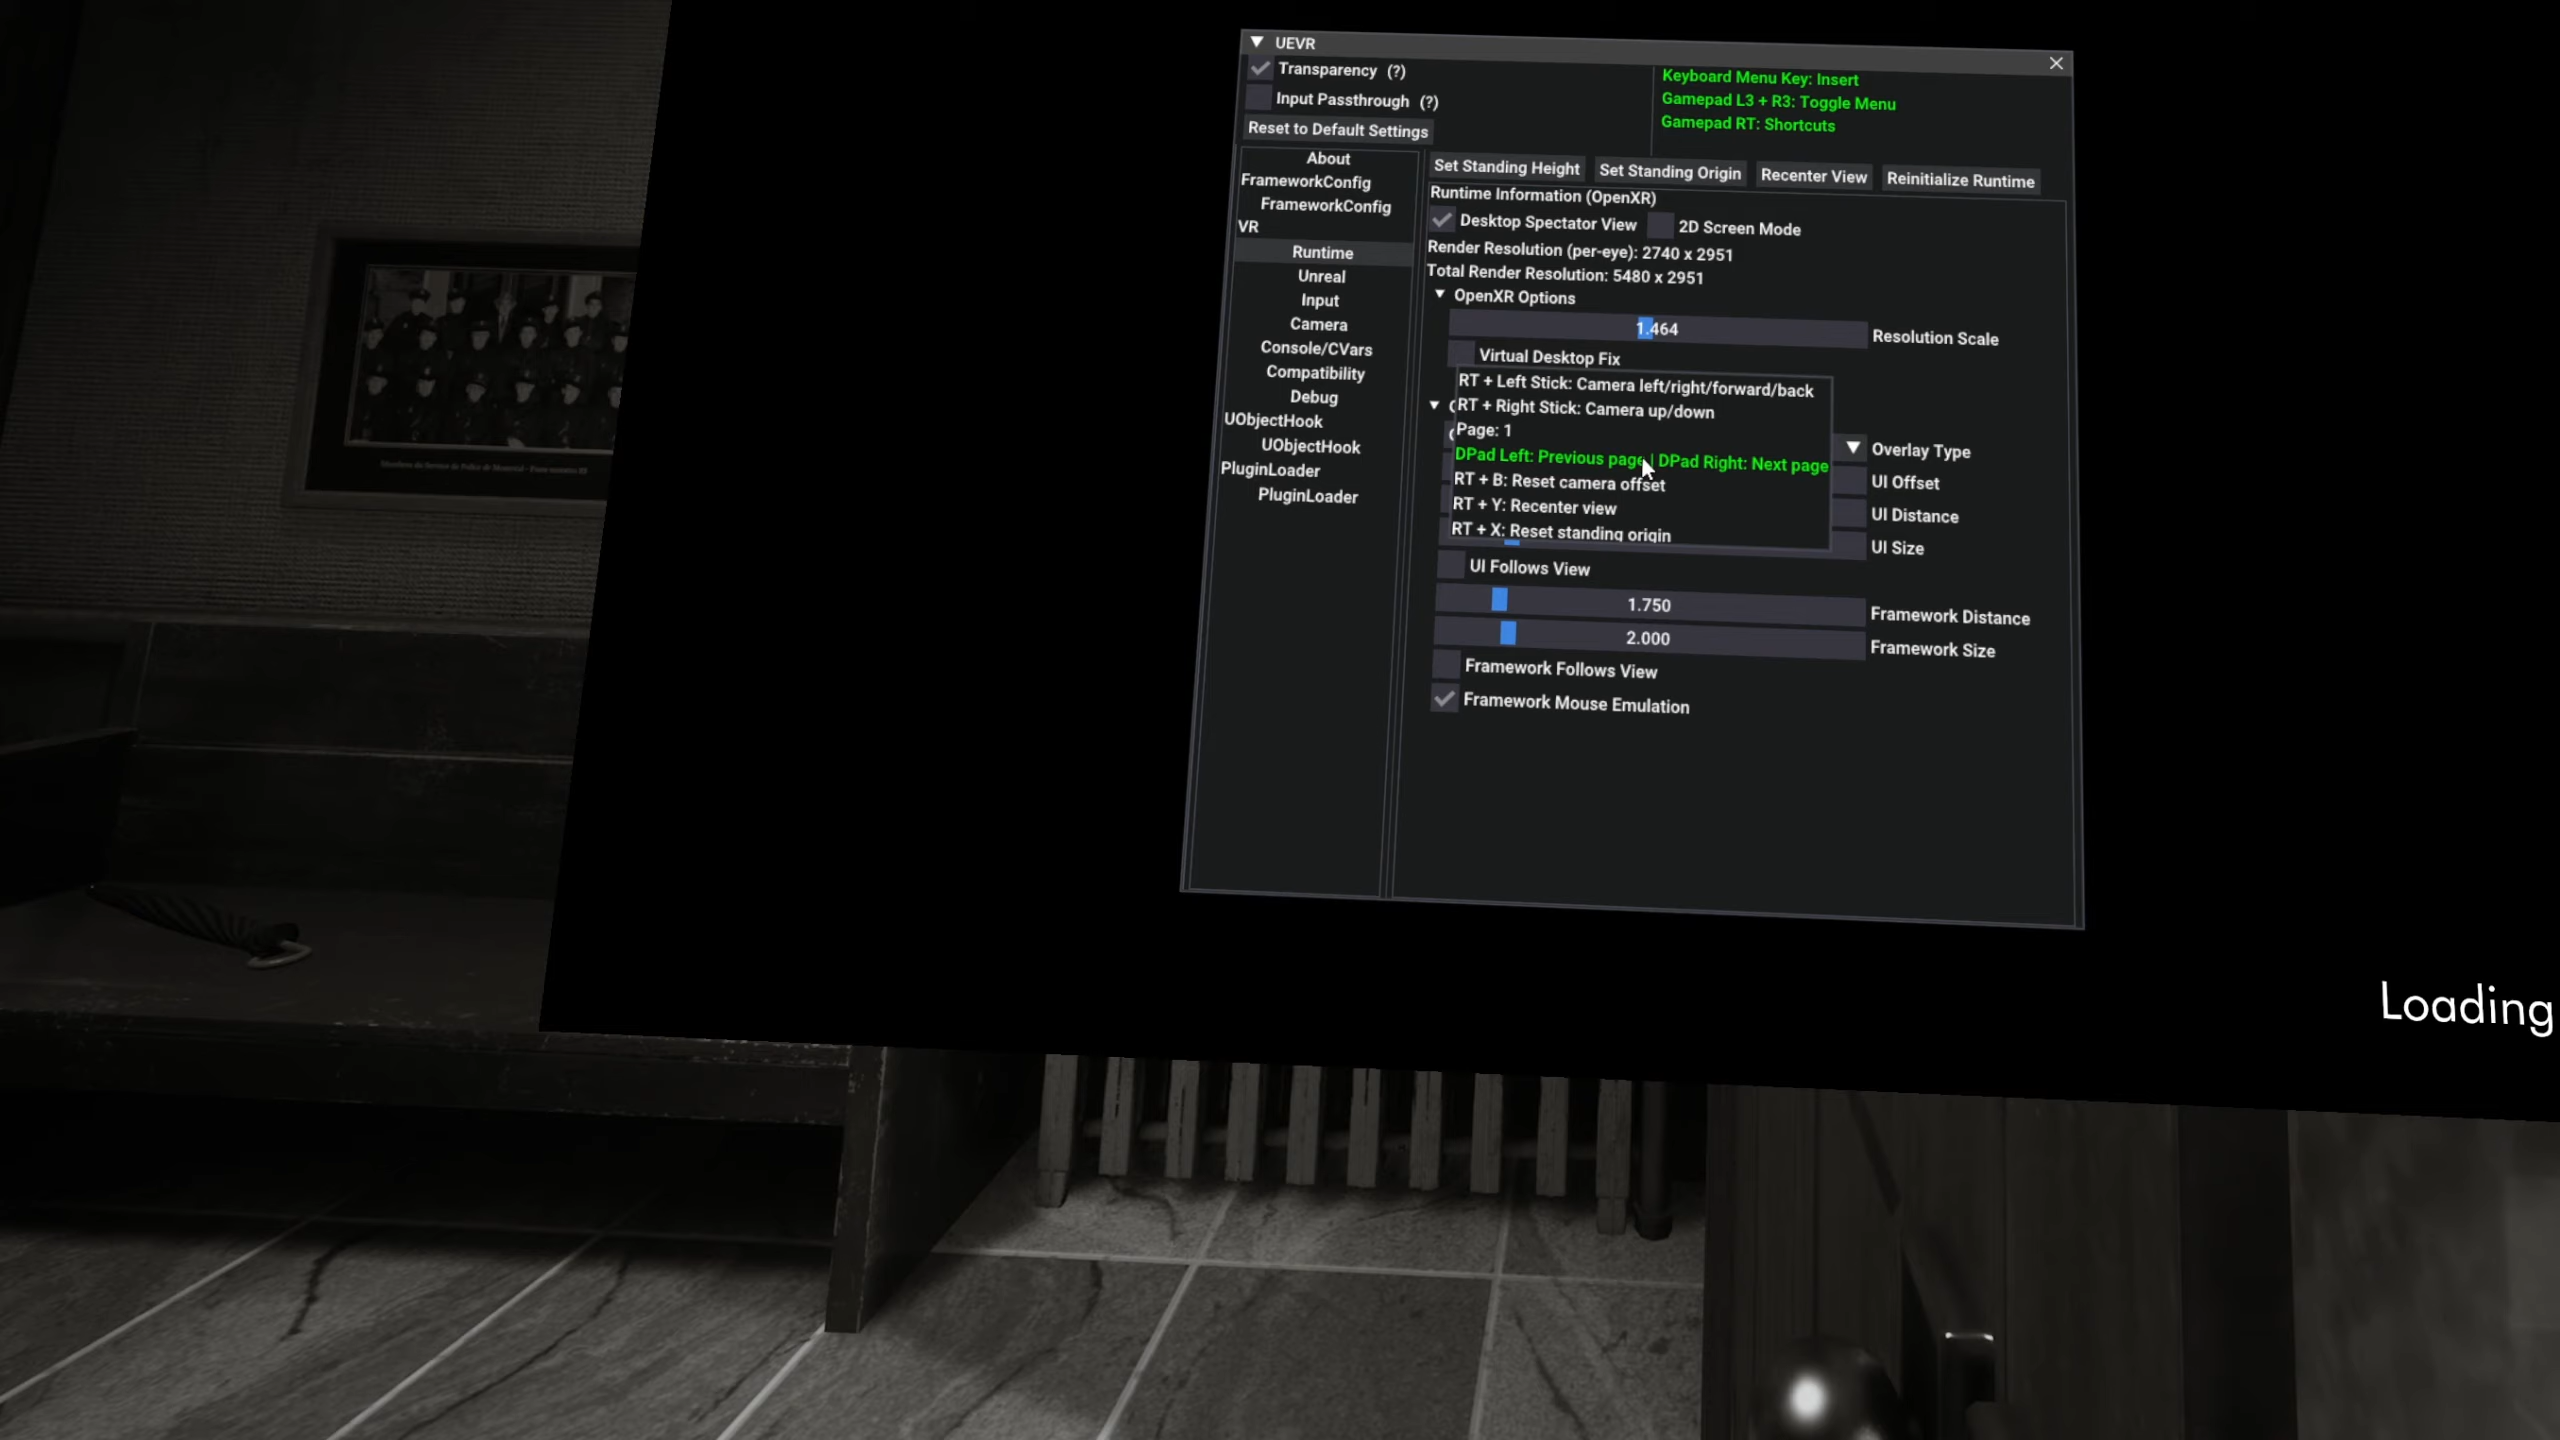 UEVR
Transparency (?)
Input Passthrough (?)
Reset to Default Settings
Keyboard Menu Key: Insert
Gamepad L3 + R3: Toggle Menu
Gamepad RT: Shortcuts
About
FrameworkConfig
FrameworkConfig
VR
Runtime
Unreal
Input
Camera
Console/CVars
Compatibility
Debug
UObjectHook
UObjectHook
PluginLoader
PluginLoader
Set Standing Height
Set Standing Origin
Recenter View
Reinitialize Runtime
Runtime Information (OpenXR)
Desktop Spectator View
2D Screen Mode
Render Resolution (per-eye): 2740 x 2951
Total Render Resolution: 5480 x 2951
OpenXR Options
1.464 Resolution Scale
Virtual Desktop Fix
RT + Left Stick: Camera left/right/forward/back
RT + Right Stick: Camera up/down
Page: 1
DPad Left: Previous page | DPad Right: Next page
RT + B: Reset camera offset
RT + Y: Recenter view
RT + X: Reset standing origin
Overlay Type
UI Offset
UI Distance
UI Size
UI Follows View
1.750 Framework Distance
2.000 Framework Size
Framework Follows View
Framework Mouse Emulation
Loading